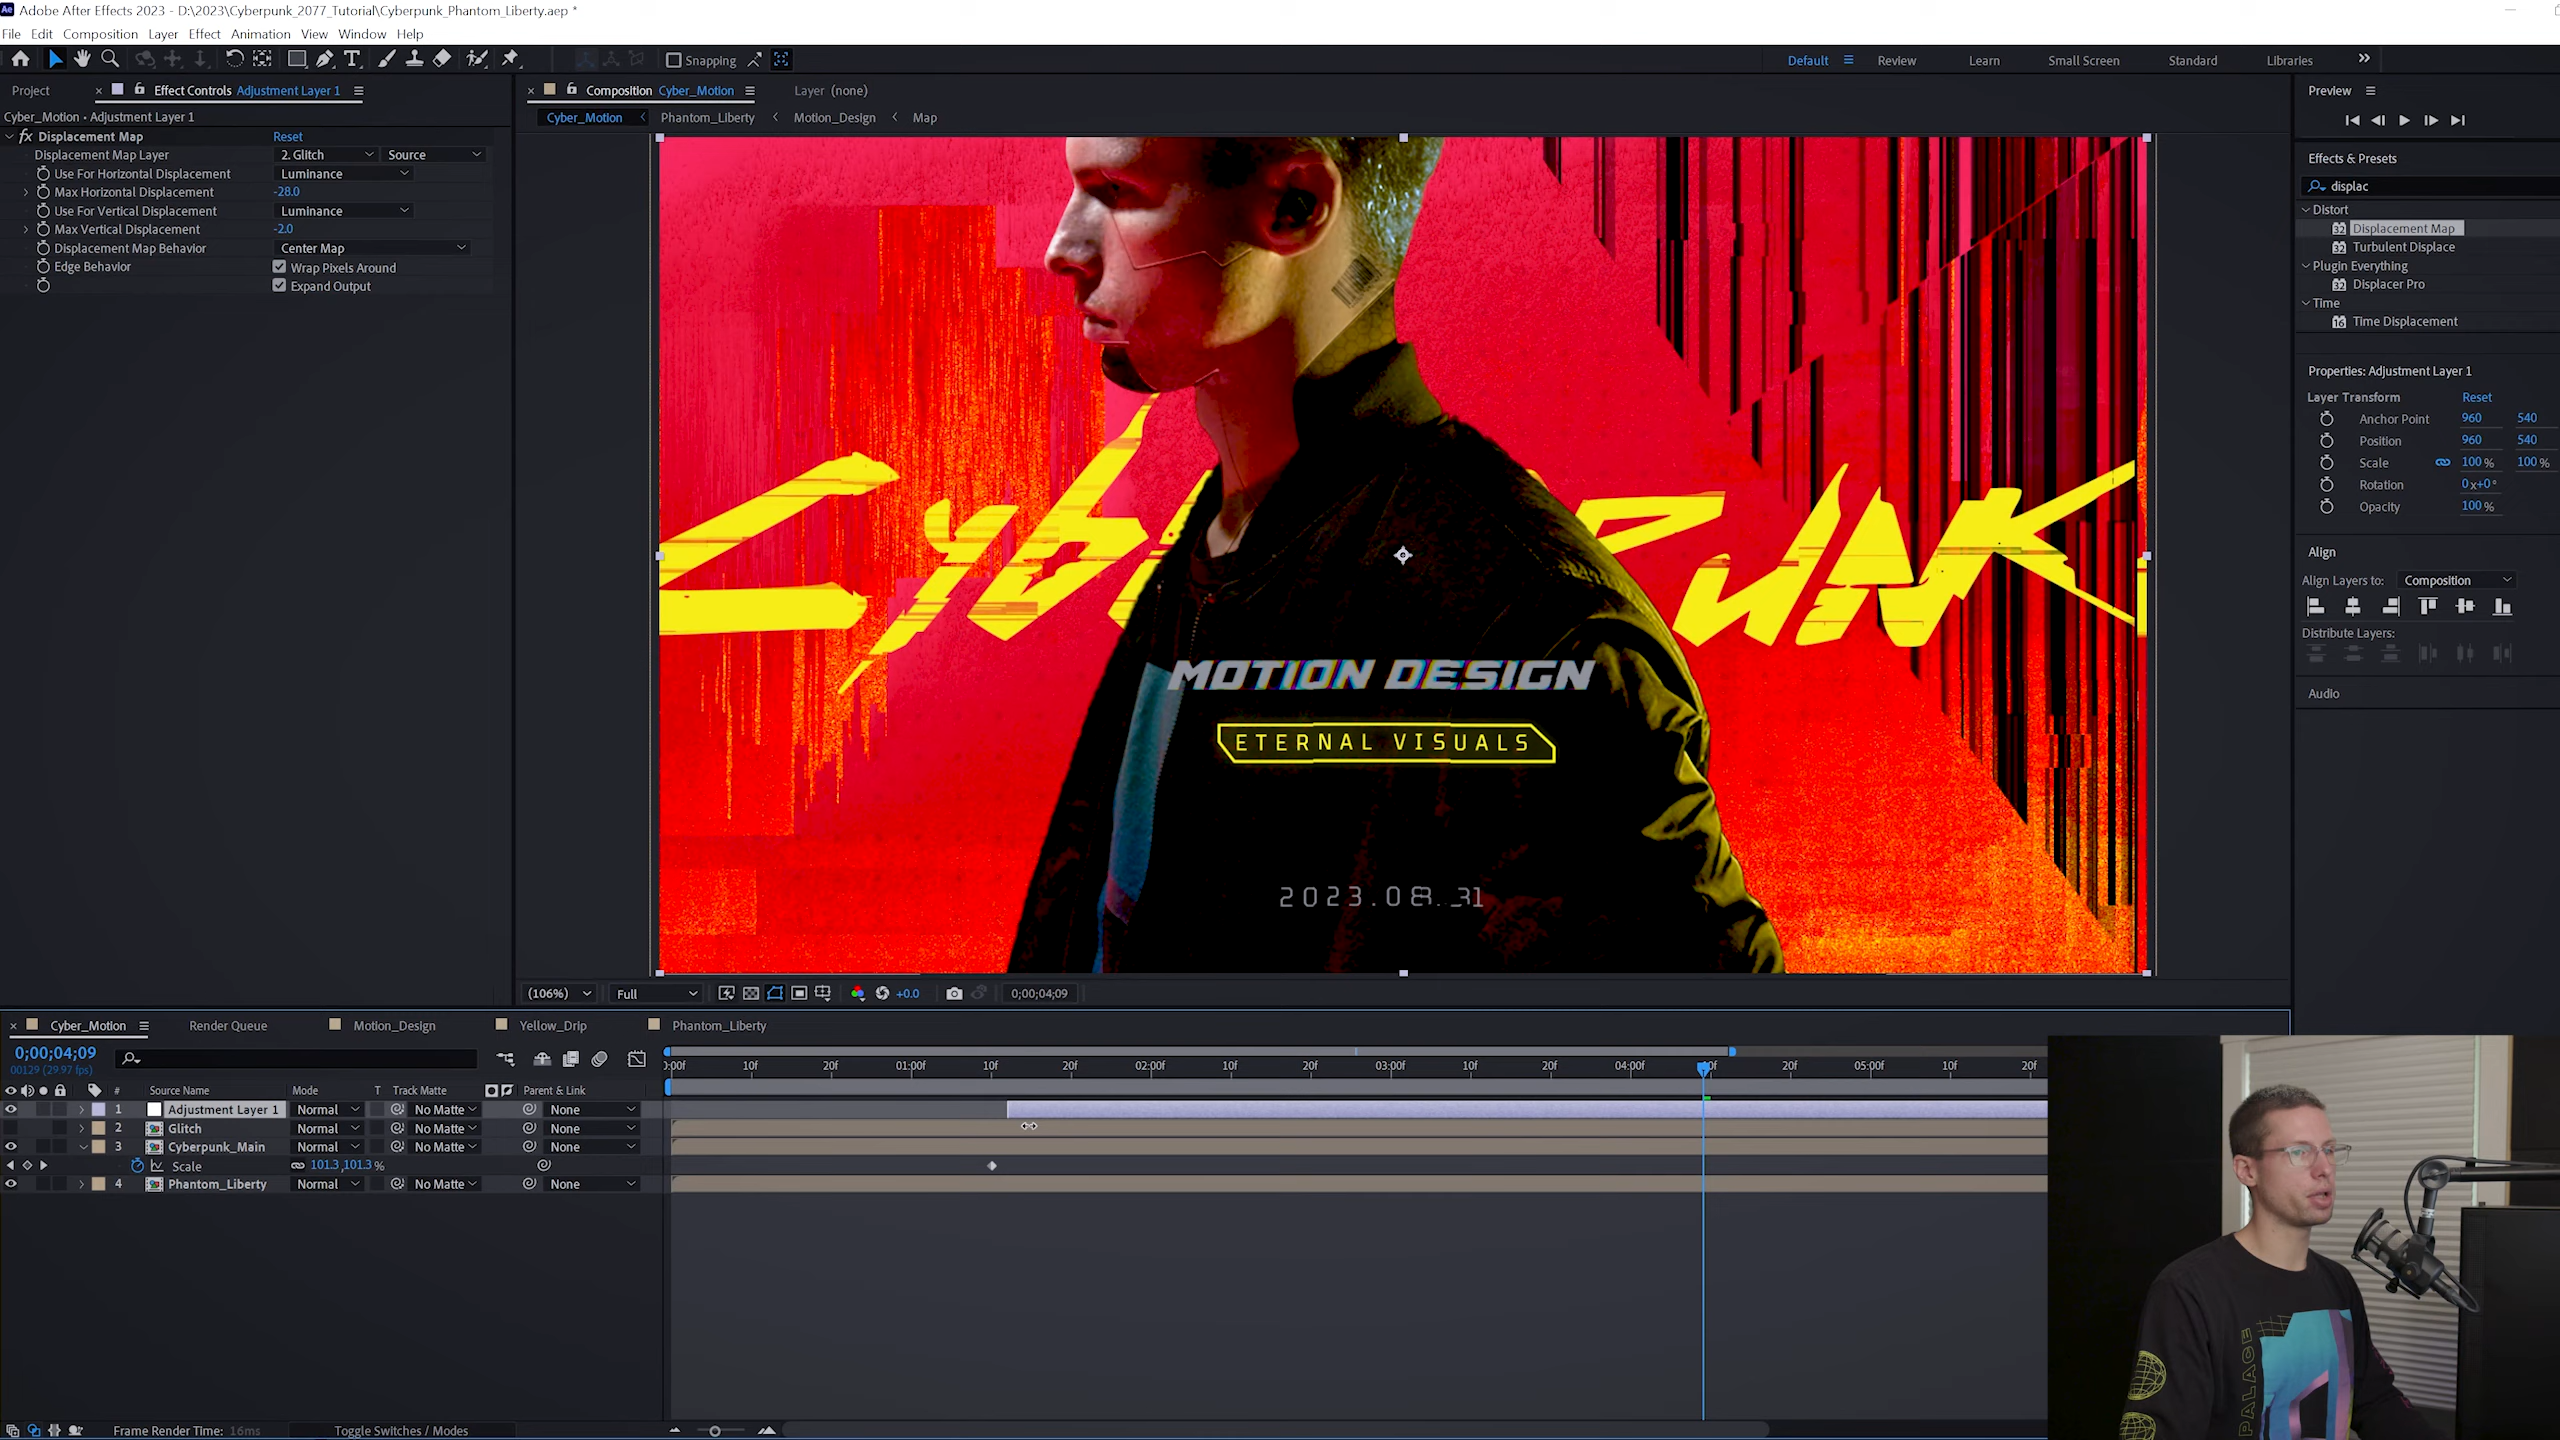 Adobe After Effects 2023 - D:\2023\Cyberpunk_2077_Tutorial\Cyberpunk_Phantom_Liberty.aep *
File Edit Composition Layer Effect Animation View Window Help
Snapping
Default Review Learn Small Screen Standard Libraries
Project
Effect Controls Adjustment Layer 1
Cyber_Motion • Adjustment Layer 1
fx Displacement Map Reset
Displacement Map Layer 2. Glitch Source
Use For Horizontal Displacement Luminance
Max Horizontal Displacement -28.0
Use For Vertical Displacement Luminance
Max Vertical Displacement -2.0
Displacement Map Behavior Center Map
Edge Behavior Wrap Pixels Around
Expand Output
Composition Cyber_Motion
Layer (none)
Cyber_Motion Phantom_Liberty Motion_Design Map
MOTION DESIGN
ETERNAL VISUALS
2023.08.31
(106%) Full +0.0 0;00;04;09
Preview
Effects & Presets
displac
Distort
Displacement Map
Turbulent Displace
Plugin Everything
Displacer Pro
Time
Time Displacement
Properties: Adjustment Layer 1
Layer Transform Reset
Anchor Point 960 540
Position 960 540
Scale 100 % 100 %
Rotation 0x+0°
Opacity 100 %
Align
Align Layers to: Composition
Distribute Layers:
Audio
Cyber_Motion Render Queue Motion_Design Yellow_Drip Phantom_Liberty
0;00;04;09
00129 (29.97 fps)
:00f 10f 20f 01:00f 10f 20f 02:00f 10f 20f 03:00f 10f 20f 04:00f 20f 05:00f 10f 20f
# Source Name Mode T Track Matte Parent & Link
1 Adjustment Layer 1 Normal No Matte None
2 Glitch Normal No Matte None
3 Cyberpunk_Main Normal No Matte None
Scale 101.3,101.3 %
4 Phantom_Liberty Normal No Matte None
Frame Render Time: 16ms Toggle Switches / Modes
PALACE